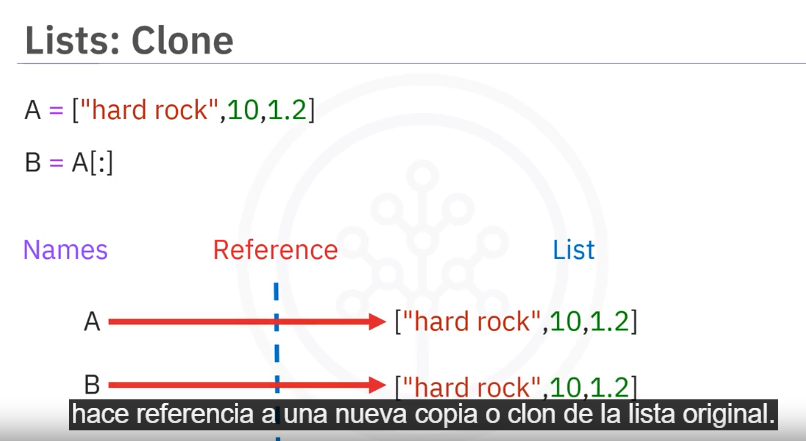 Lists: Clone
A = ["hard rock",10,1.2]
B = A[:]
Names Reference List
A ["hard rock",10,1.2]
B ["hard rock",10,1.2]
hace referencia a una nueva copia o clon de la lista original.